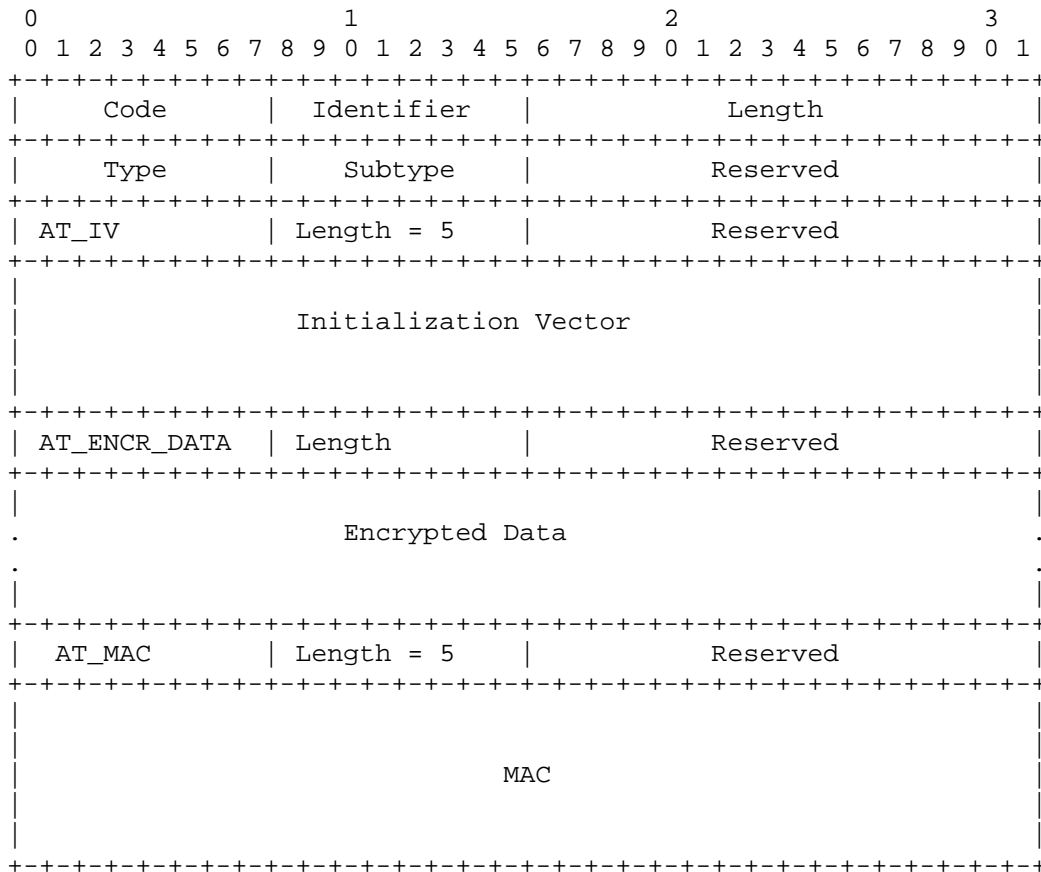 0                   1                   2                   3
 0 1 2 3 4 5 6 7 8 9 0 1 2 3 4 5 6 7 8 9 0 1 2 3 4 5 6 7 8 9 0 1
+-+-+-+-+-+-+-+-+-+-+-+-+-+-+-+-+-+-+-+-+-+-+-+-+-+-+-+-+-+-+-+-+
|     Code      |  Identifier   |            Length             |
+-+-+-+-+-+-+-+-+-+-+-+-+-+-+-+-+-+-+-+-+-+-+-+-+-+-+-+-+-+-+-+-+
|     Type      |    Subtype    |           Reserved            |
+-+-+-+-+-+-+-+-+-+-+-+-+-+-+-+-+-+-+-+-+-+-+-+-+-+-+-+-+-+-+-+-+
| AT_IV         | Length = 5    |           Reserved            |
+-+-+-+-+-+-+-+-+-+-+-+-+-+-+-+-+-+-+-+-+-+-+-+-+-+-+-+-+-+-+-+-+
|                                                               |
|                 Initialization Vector                         |
|                                                               |
|                                                               |
+-+-+-+-+-+-+-+-+-+-+-+-+-+-+-+-+-+-+-+-+-+-+-+-+-+-+-+-+-+-+-+-+
| AT_ENCR_DATA  | Length        |           Reserved            |
+-+-+-+-+-+-+-+-+-+-+-+-+-+-+-+-+-+-+-+-+-+-+-+-+-+-+-+-+-+-+-+-+
|                                                               |
.                    Encrypted Data                             .
.                                                               .
|                                                               |
+-+-+-+-+-+-+-+-+-+-+-+-+-+-+-+-+-+-+-+-+-+-+-+-+-+-+-+-+-+-+-+-+
|  AT_MAC       | Length = 5    |           Reserved            |
+-+-+-+-+-+-+-+-+-+-+-+-+-+-+-+-+-+-+-+-+-+-+-+-+-+-+-+-+-+-+-+-+
|                                                               |
|                                                               |
|                              MAC                              |
|                                                               |
|                                                               |
+-+-+-+-+-+-+-+-+-+-+-+-+-+-+-+-+-+-+-+-+-+-+-+-+-+-+-+-+-+-+-+-+